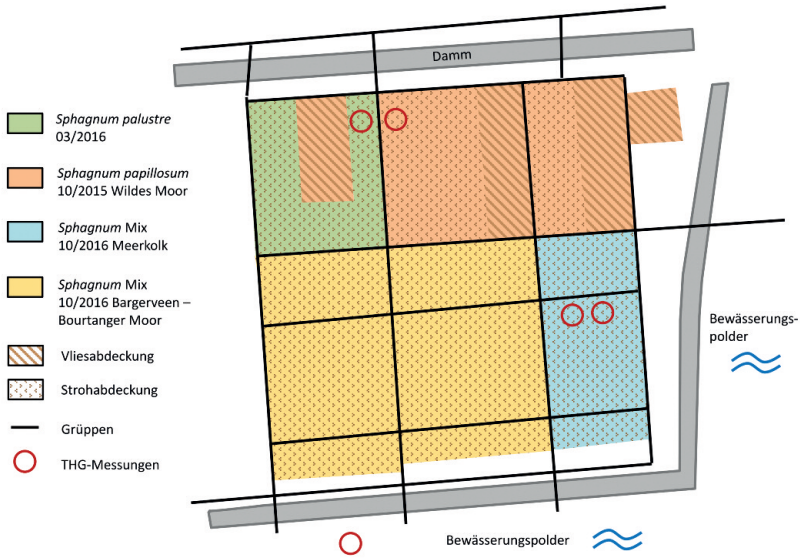 Damm
Sphagnum palustre
03/2016
Sphagnum papillosum
10/2015 Wildes Moor
Sphagnum Mix
10/2016 Meerkolk
Sphagnum Mix
10/2016 Bargerveen –
Bourtanger Moor
Vliesabdeckung
Strohabdeckung
Grüppen
THG-Messungen
Bewässerungs-
polder
Bewässerungspolder